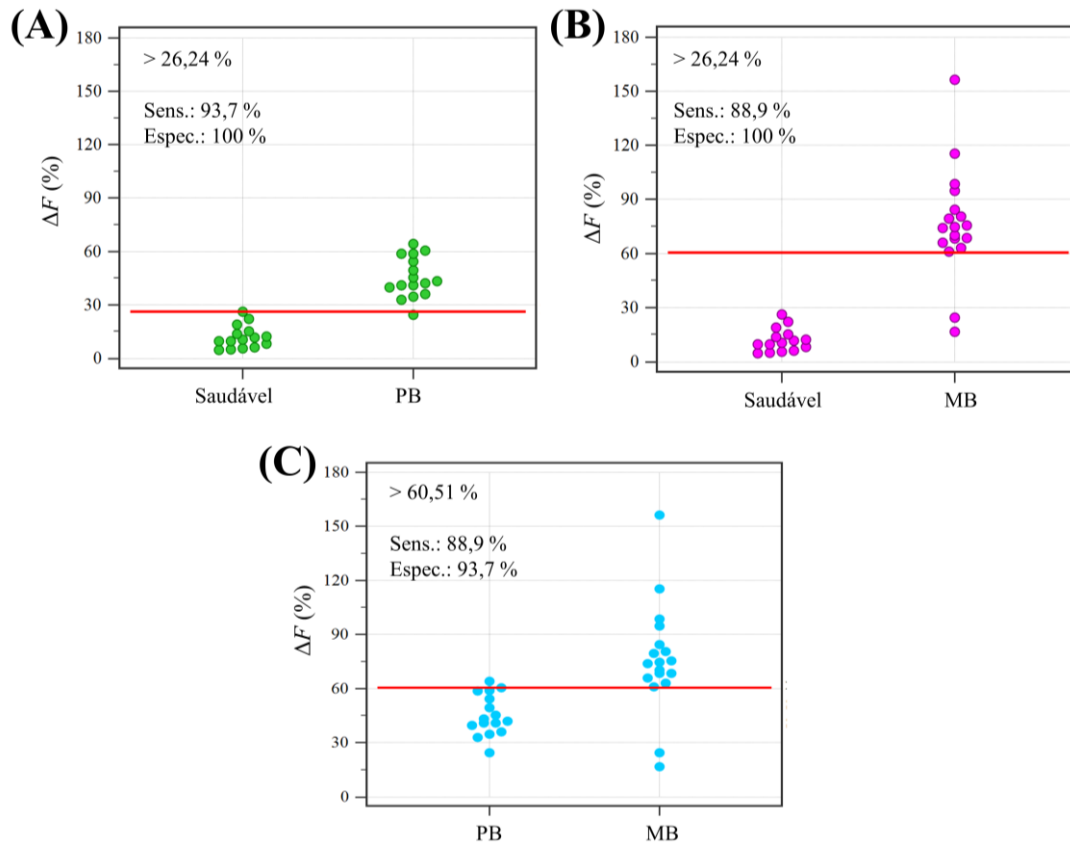 (A)
180
150
120
90
60
30
0
ΔF (%)
> 26,24 %
Sens.: 93,7 %
Espec.: 100 %
Saudável
PB
(B)
180
150
120
90
60
30
0
ΔF (%)
> 26,24 %
Sens.: 88,9 %
Espec.: 100 %
Saudável
MB
(C)
180
150
120
90
60
30
0
ΔF (%)
> 60,51 %
Sens.: 88,9 %
Espec.: 93,7 %
PB
MB